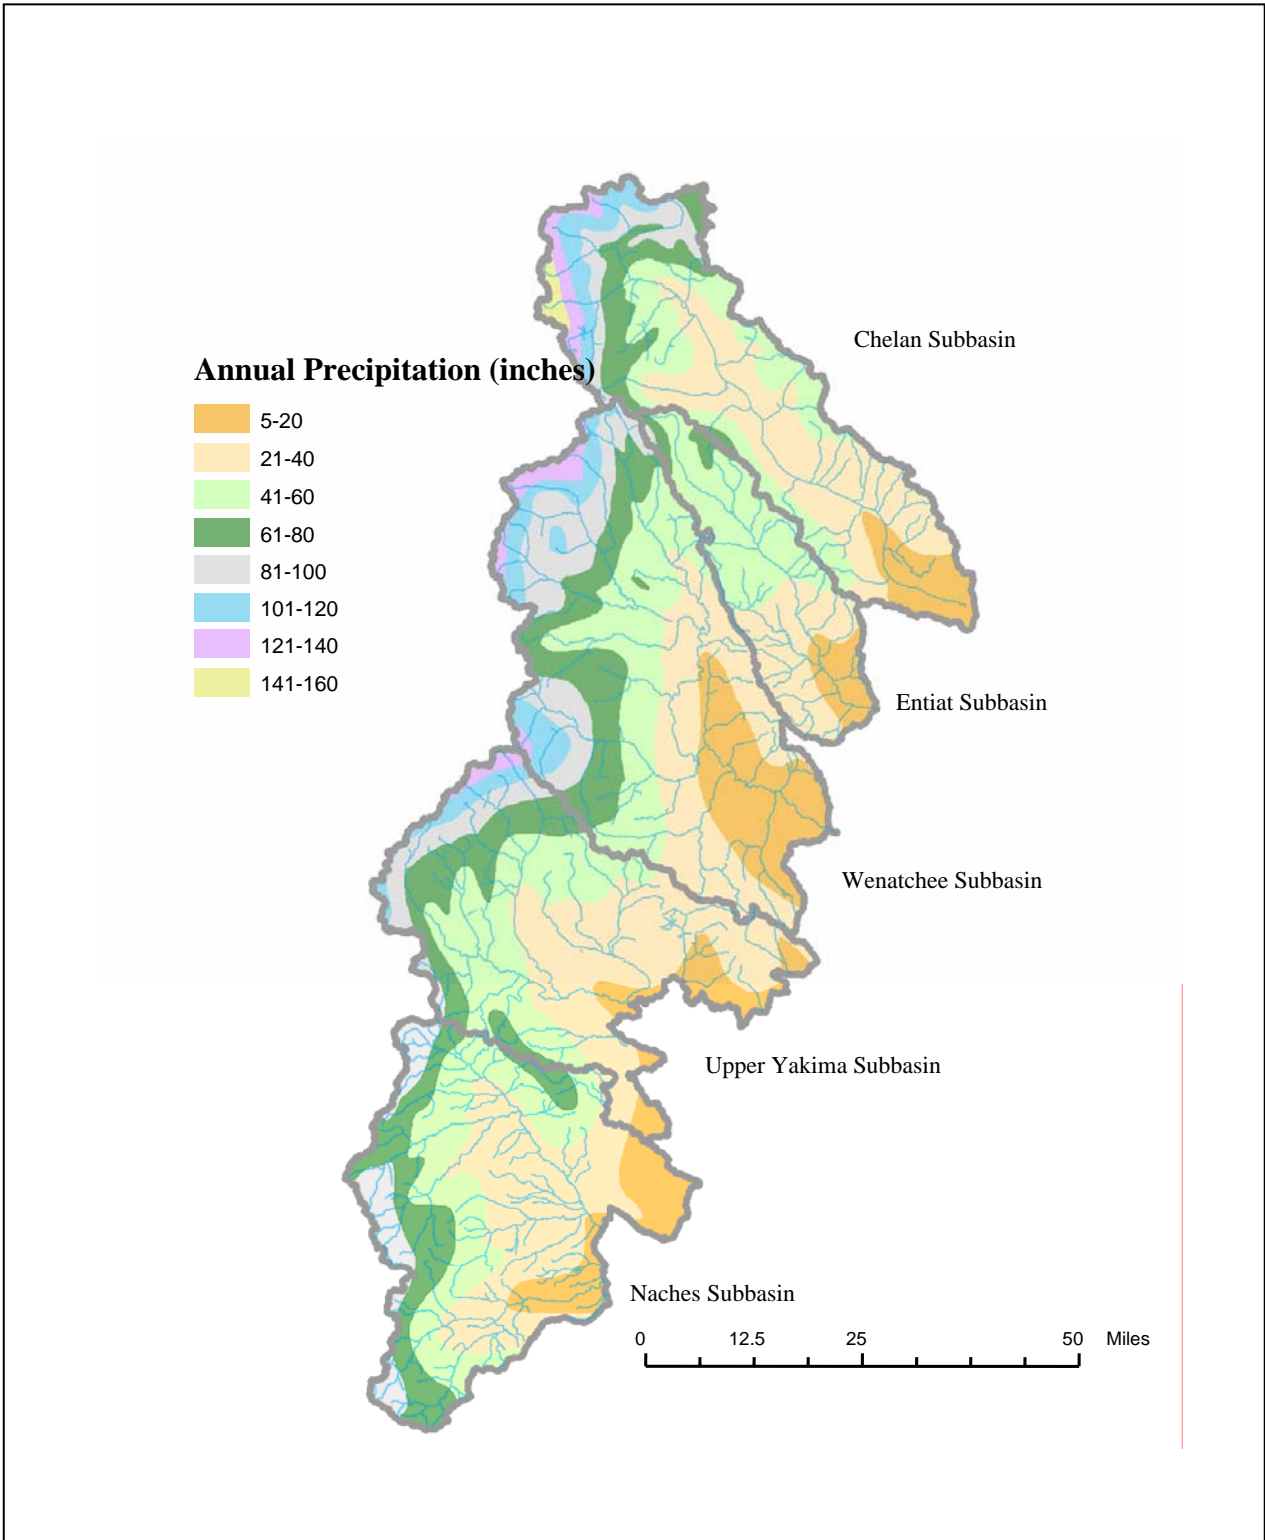 Chelan Subbasin
Annual Precipitation (inches)
5-20
21-40
41-60
61-80
81-100
101-120
121-140
141-160
Entiat Subbasin
Wenatchee Subbasin
Upper Yakima Subbasin
Naches Subbasin
0 12.5 25 50 Miles